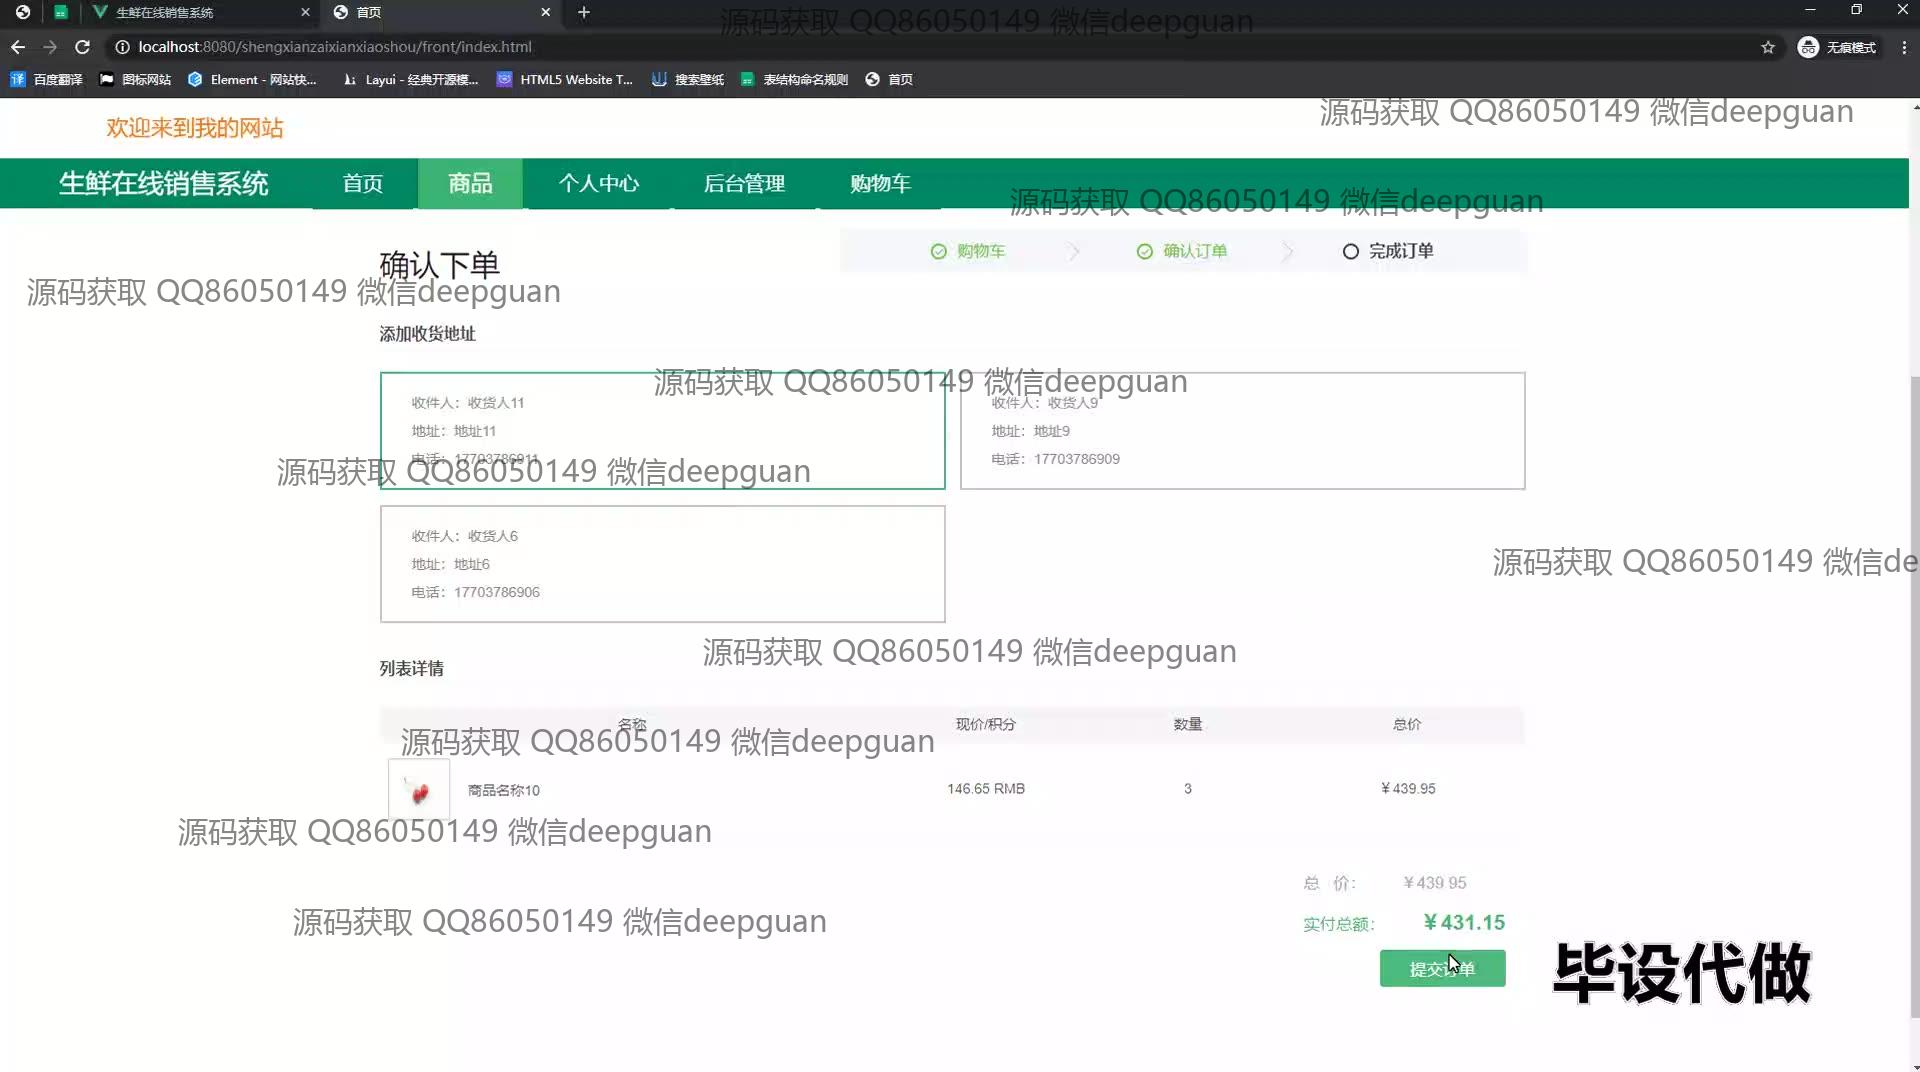 生鲜在线销售系统
首页
源码获取 QQ86050149 微信deepguan
localhost:8080/shengxianzaixianxiaoshou/front/index.html
无痕模式
百度翻译
图标网站
Element - 网站快...
Layui - 经典开源模...
HTML5 Website T...
搜索壁纸
表结构命名规则
首页
源码获取 QQ86050149 微信deepguan
欢迎来到我的网站
生鲜在线销售系统
首页
商品
个人中心
后台管理
购物车
源码获取 QQ86050149 微信deepguan
确认下单
购物车
确认订单
完成订单
源码获取 QQ86050149 微信deepguan
添加收货地址
源码获取 QQ86050149 微信deepguan
收件人：收货人11
地址：地址11
电话：17703786911
收件人：收货人9
地址：地址9
电话：17703786909
源码获取 QQ86050149 微信deepguan
收件人：收货人6
地址：地址6
电话：17703786906
源码获取 QQ86050149 微信de
源码获取 QQ86050149 微信deepguan
列表详情
名称
现价/积分
数量
总价
源码获取 QQ86050149 微信deepguan
商品名称10
146.65 RMB
3
￥439.95
源码获取 QQ86050149 微信deepguan
总 价：
￥439.95
源码获取 QQ86050149 微信deepguan
实付总额：
￥431.15
提交订单
毕设代做